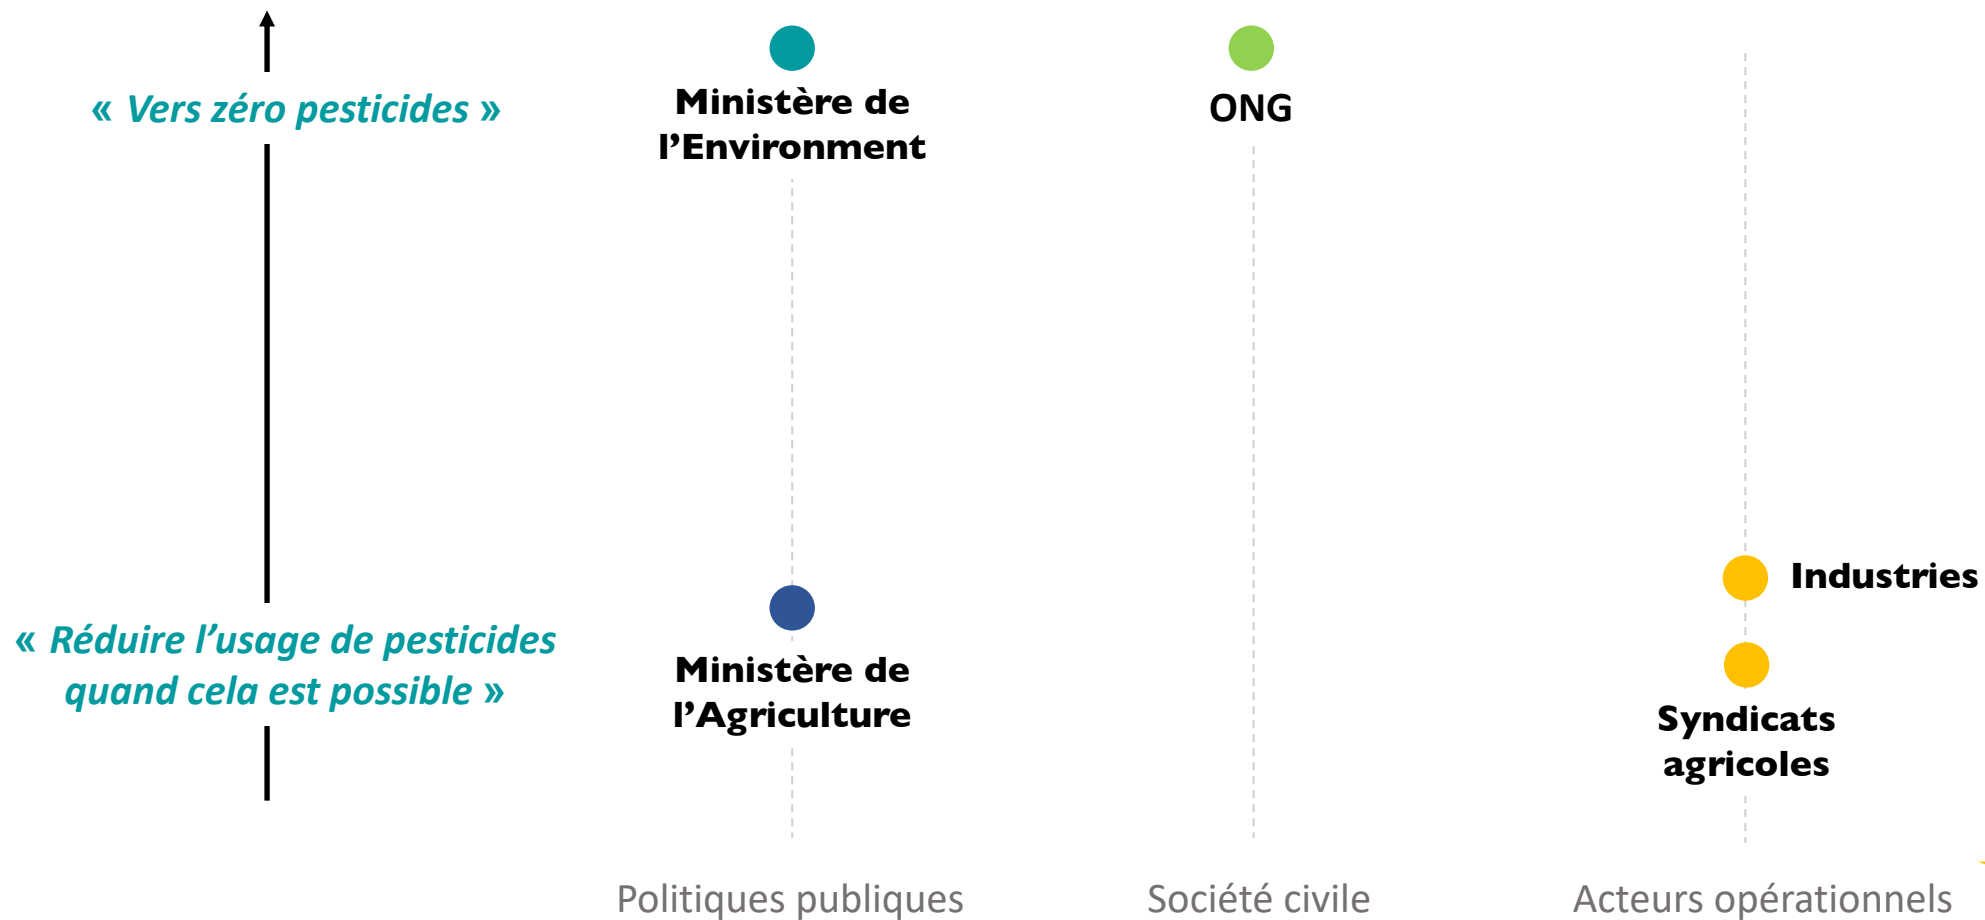 « Vers zéro pesticides »
Ministère de
l’Environment
ONG
Industries
« Réduire l’usage de pesticides
quand cela est possible »
Ministère de
l’Agriculture
Syndicats
agricoles
Politiques publiques
Société civile
Acteurs opérationnels